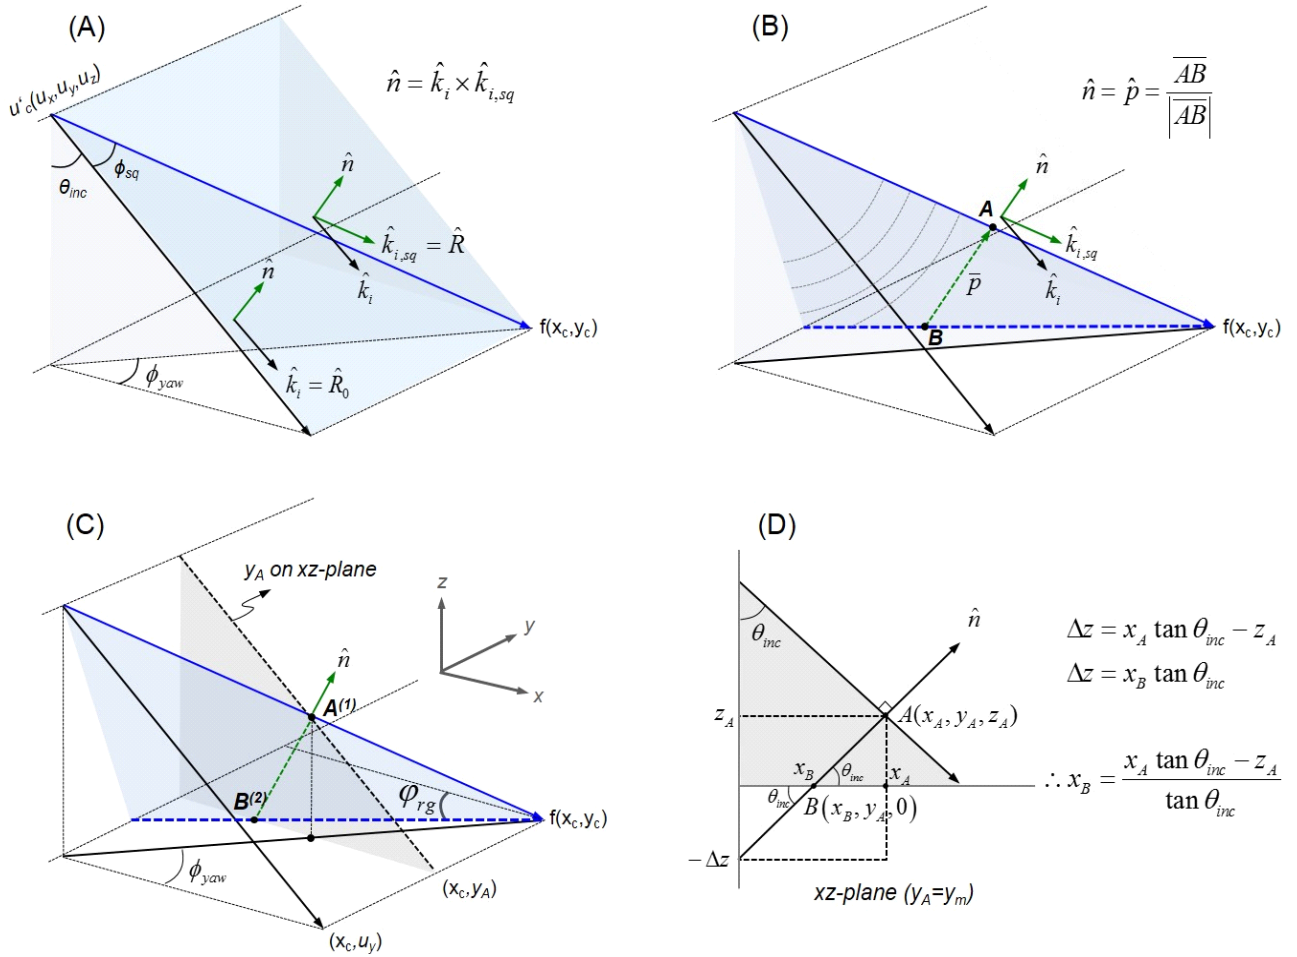 (A)
u'c(ux,uy,uz)
θinc
ϕsq
n̂ = k̂i × k̂i,sq
n̂
k̂i,sq = R̂
k̂i
n̂
k̂i = R̂0
f(xc,yc)
ϕyaw
(B)
n̂ = p̂ = AB / |AB|
n̂
A
k̂i,sq
k̂i
p̄
B
f(xc,yc)
(C)
yA on xz-plane
z
y
x
n̂
A(1)
B(2)
φrg
f(xc,yc)
ϕyaw
(xc,yA)
(xc,uy)
(D)
θinc
n̂
Δz = xA tan θinc − zA
Δz = xB tan θinc
zA
A(xA, yA, zA)
xB
θinc
xA
θinc
B(xB, yA, 0)
∴ xB = (xA tan θinc − zA) / tan θinc
−Δz
xz-plane (yA=ym)